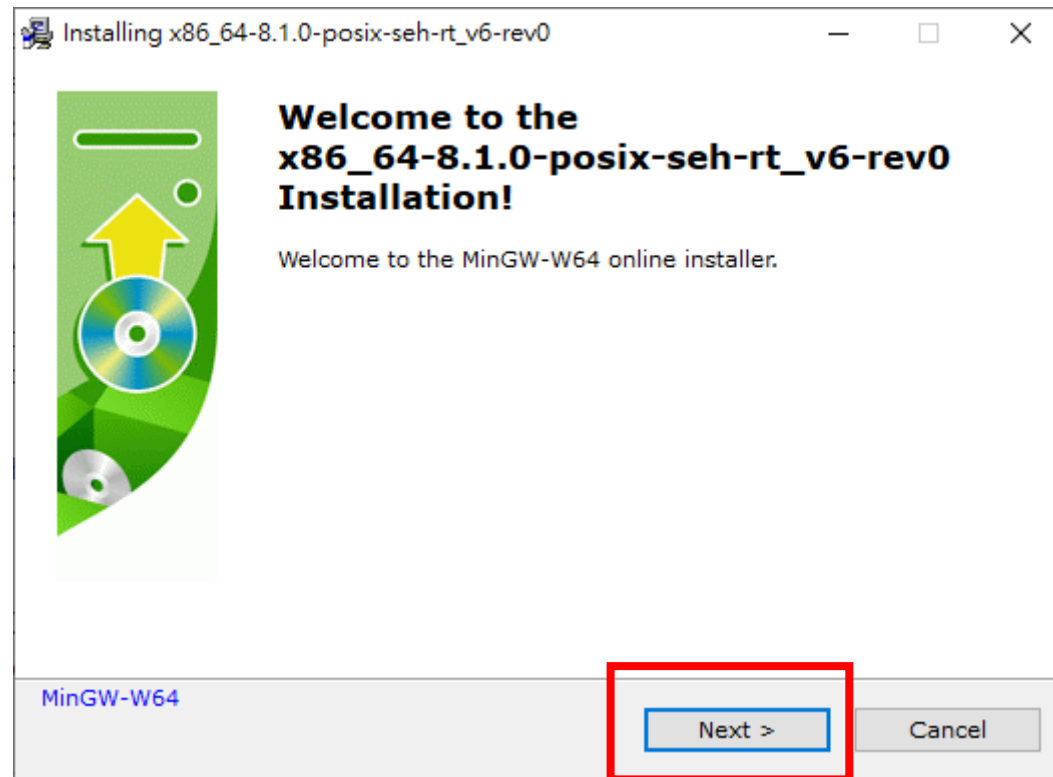 Installing x86_64-8.1.0-posix-seh-rt_v6-rev0
Welcome to the
x86_64-8.1.0-posix-seh-rt_v6-rev0
Installation!
Welcome to the MinGW-W64 online installer.
MinGW-W64
Next >
Cancel